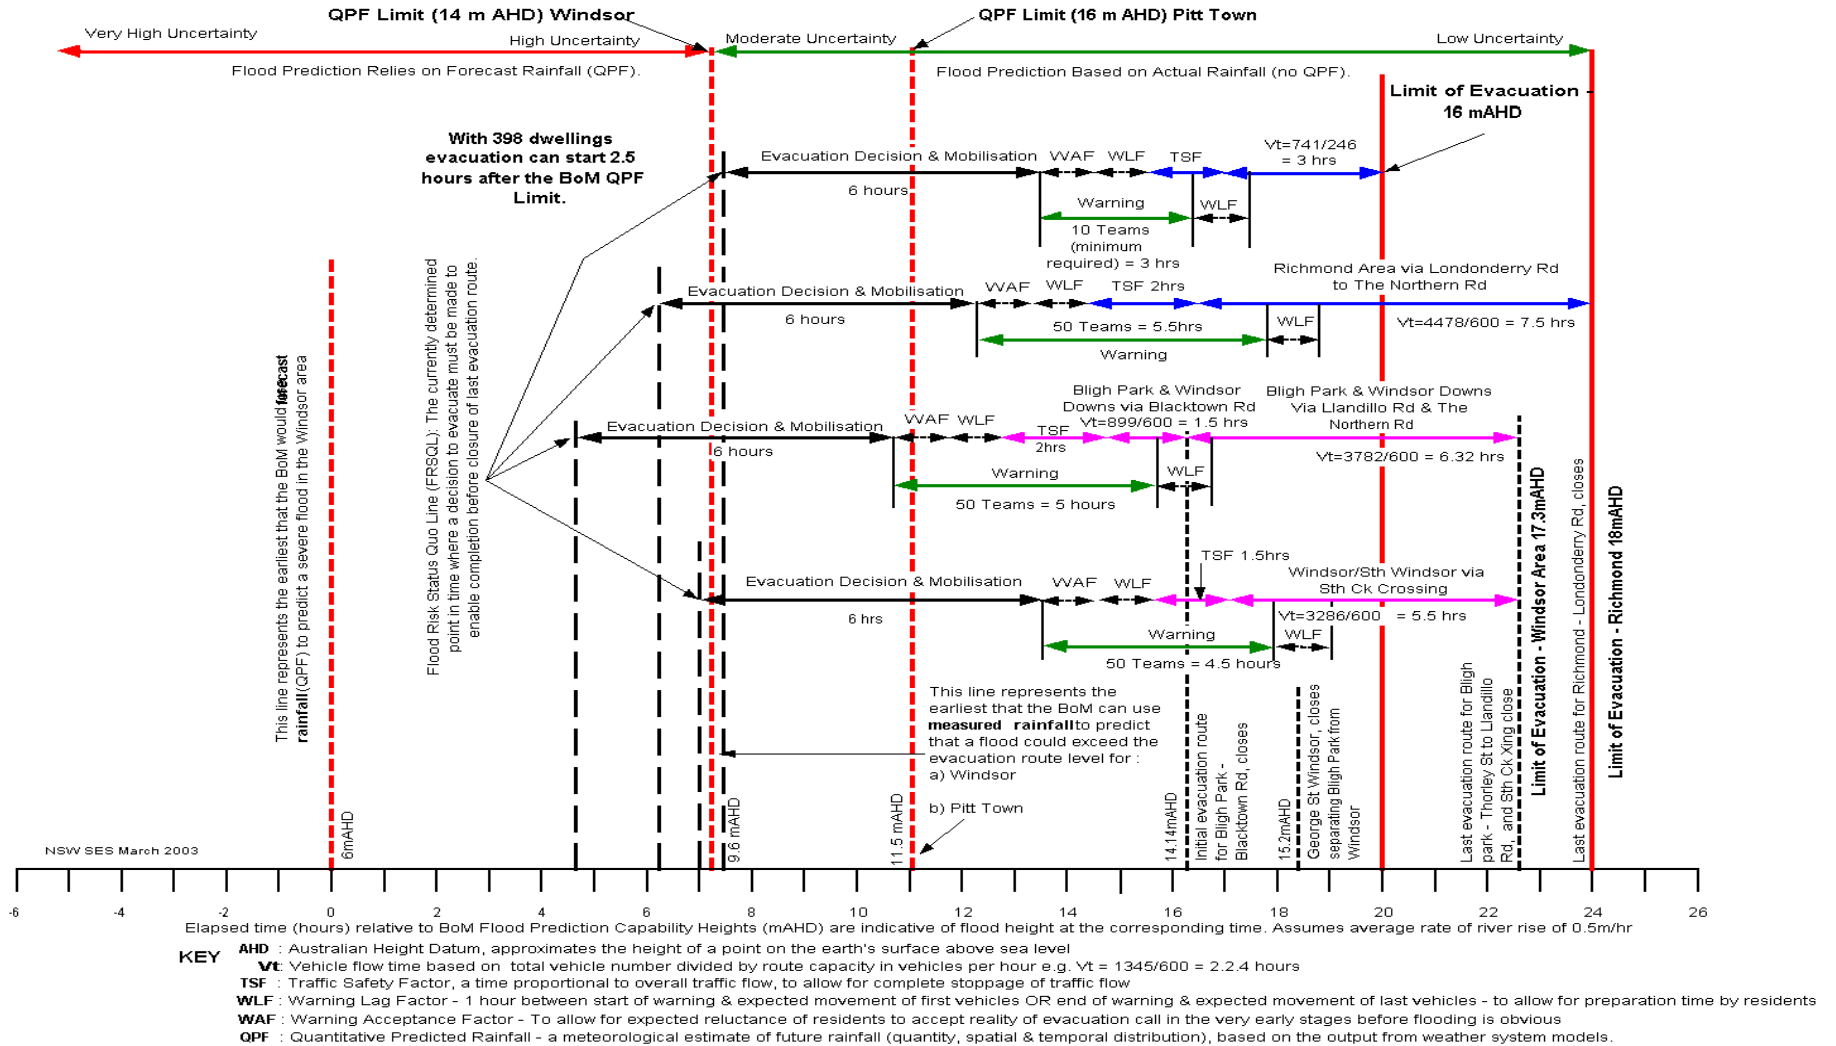 QPF Limit (14 m AHD) Windsor
QPF Limit (16 m AHD) Pitt Town
Very High Uncertainty
High Uncertainty
Moderate Uncertainty
Low Uncertainty
Flood Prediction Relies on Forecast Rainfall (QPF).
Flood Prediction Based on Actual Rainfall (no QPF).
Limit of Evacuation -
16 mAHD
With 398 dwellings
evacuation can start 2.5
hours after the BoM QPF
Limit.
Evacuation Decision & Mobilisation
6 hours
WAF
WLF
TSF
Vt=741/246
= 3 hrs
Warning
WLF
10 Teams
(minimum
required) = 3 hrs
Richmond Area via Londonderry Rd
to The Northern Rd
Evacuation Decision & Mobilisation
6 hours
WAF
WLF
TSF 2hrs
50 Teams = 5.5hrs
WLF
Vt=4478/600 = 7.5 hrs
Warning
Bligh Park & Windsor
Downs via Blacktown Rd
Vt=899/600 = 1.5 hrs
Bligh Park & Windsor Downs
Via Llandillo Rd & The
Northern Rd
Evacuation Decision & Mobilisation
6 hours
WAF
WLF
TSF
2hrs
Vt=3782/600 = 6.32 hrs
Warning
WLF
50 Teams = 5 hours
TSF 1.5hrs
Evacuation Decision & Mobilisation
6 hrs
WAF
WLF
Windsor/Sth Windsor via
Sth Ck Crossing
Vt=3286/600 = 5.5 hrs
Warning
WLF
50 Teams = 4.5 hours
This line represents the earliest that the BoM would use forecast
rainfall (QPF) to predict a severe flood in the Windsor area
Flood Risk Status Quo Line (FRSQL): The currently determined
point in time where a decision to evacuate must be made to
enable completion before closure of last evacuation route.
This line represents the
earliest that the BoM can use
measured rainfall to predict
that a flood could exceed the
evacuation route level for :
a) Windsor
b) Pitt Town
6mAHD
9.6 mAHD
11.5 mAHD
14.14mAHD
Initial evacuation route
for Bligh Park -
Blacktown Rd, closes
15.2mAHD
George St Windsor, closes
separating Bligh Park from
Windsor
Last evacuation route for Bligh
park - Thorley St to Llandillo
Rd, and Sth Ck Xing close
Limit of Evacuation - Windsor Area 17.3mAHD
Last evacuation route for Richmond - Londonderry Rd, closes
Limit of Evacuation - Richmond 18mAHD
NSW SES March 2003
-6 -4 -2 0 2 4 6 8 10 12 14 16 18 20 22 24 26
Elapsed time (hours) relative to BoM Flood Prediction Capability Heights (mAHD) are indicative of flood height at the corresponding time. Assumes average rate of river rise of 0.5m/hr
KEY
AHD : Australian Height Datum, approximates the height of a point on the earth's surface above sea level
Vt: Vehicle flow time based on total vehicle number divided by route capacity in vehicles per hour e.g. Vt = 1345/600 = 2.2.4 hours
TSF : Traffic Safety Factor, a time proportional to overall traffic flow, to allow for complete stoppage of traffic flow
WLF : Warning Lag Factor - 1 hour between start of warning & expected movement of first vehicles OR end of warning & expected movement of last vehicles - to allow for preparation time by residents
WAF : Warning Acceptance Factor - To allow for expected reluctance of residents to accept reality of evacuation call in the very early stages before flooding is obvious
QPF : Quantitative Predicted Rainfall - a meteorological estimate of future rainfall (quantity, spatial & temporal distribution), based on the output from weather system models.